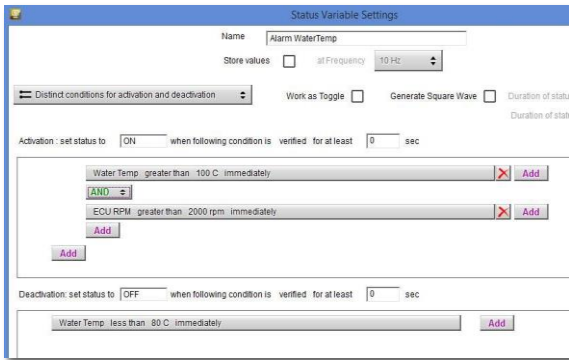 Status Variable Settings
Name Alarm WaterTemp
Store values at Frequency 10 Hz
Distinct conditions for activation and deactivation Work as Toggle Generate Square Wave Duration of statu
Duration of stat
Activation : set status to ON when following condition is verified for at least 0 sec
Water Temp greater than 100 C immediately Add
AND
ECU RPM greater than 2000 rpm immediately Add
Add
Add
Deactivation: set status to OFF when following condition is verified for at least 0 sec
Water Temp less than 80 C immediately Add